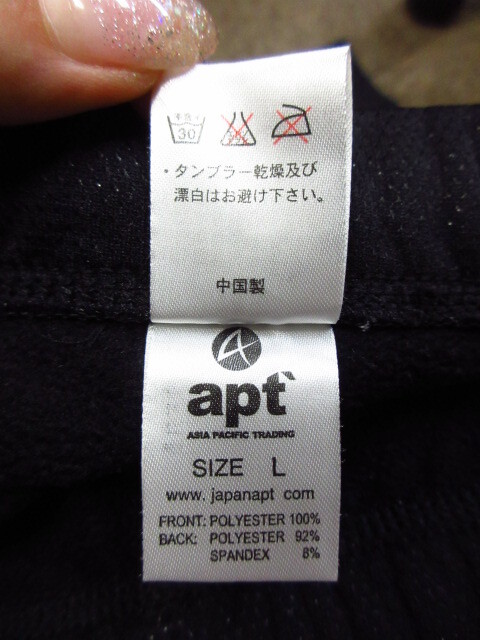 30
・タンブラー乾燥及び
漂白はお避け下さい。
中国製
apt`
ASIA PACIFIC TRADING
SIZE L
www. japanapt com
FRONT: POLYESTER 100%
BACK: POLYESTER 92%
SPANDEX 8%